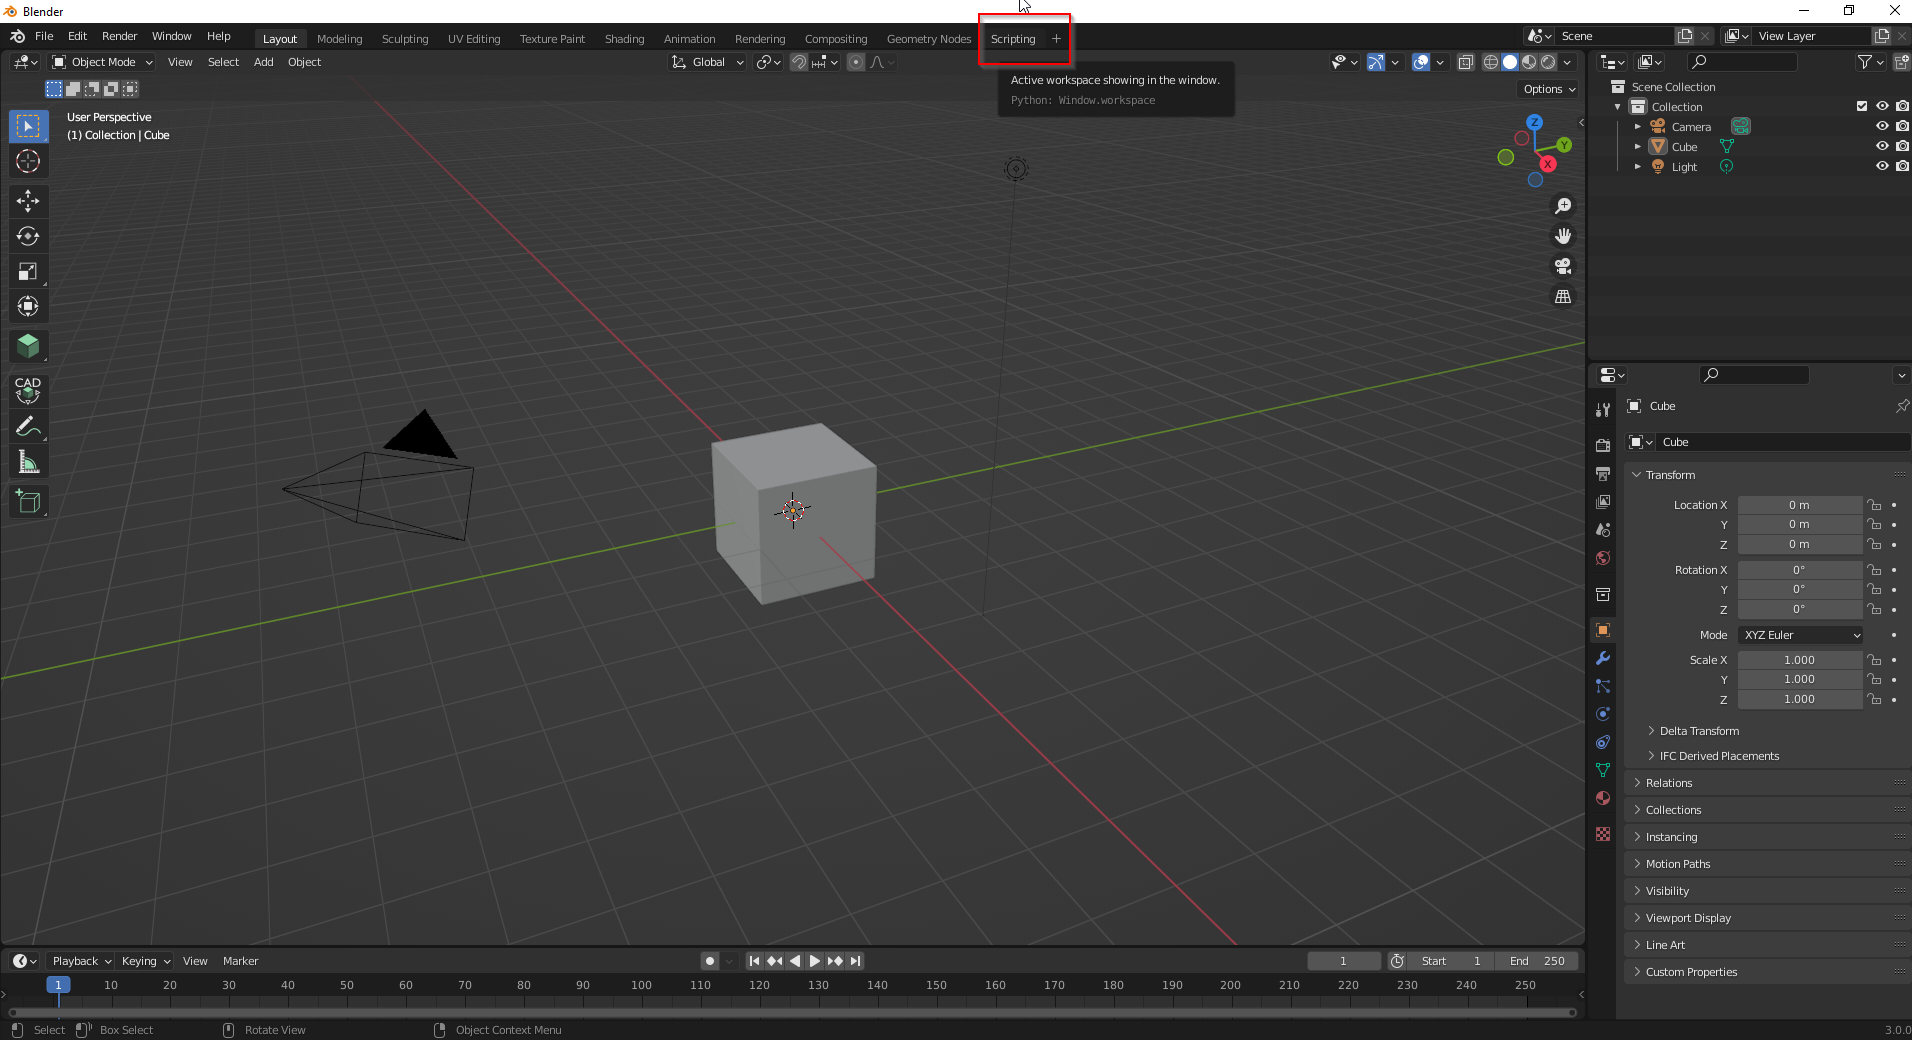 Blender
File Edit Render Window Help Layout Modeling Sculpting UV Editing Texture Paint Shading Animation Rendering Compositing Geometry Nodes Scripting + Scene View Layer
Object Mode View Select Add Object Global
Options
Active workspace showing in the window.
Python: Window.workspace
User Perspective
(1) Collection | Cube
CAD
Z
Y
X
Scene Collection
Collection
Camera
Cube
Light
Cube
Cube
Transform
Location X 0 m
Y 0 m
Z 0 m
Rotation X 0°
Y 0°
Z 0°
Mode XYZ Euler
Scale X 1.000
Y 1.000
Z 1.000
Delta Transform
IFC Derived Placements
Relations
Collections
Instancing
Motion Paths
Visibility
Viewport Display
Line Art
Custom Properties
Playback Keying View Marker 1 Start 1 End 250
1 10 20 30 40 50 60 70 80 90 100 110 120 130 140 150 160 170 180 190 200 210 220 230 240 250
Select Box Select Rotate View Object Context Menu 3.0.0